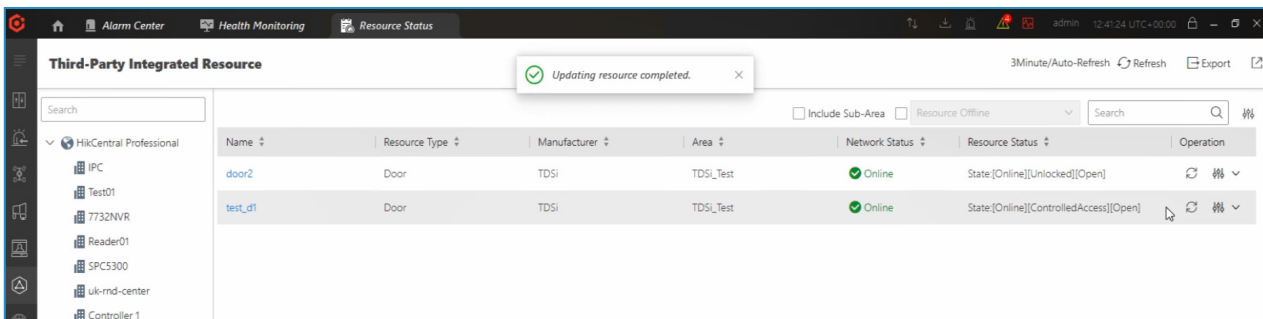 Alarm Center Health Monitoring Resource Status 4 admin 12:41:24 UTC+00:00
Third-Party Integrated Resource
Updating resource completed.
3Minute/Auto-Refresh Refresh Export
Search
Include Sub-Area Resource Offline Search
HikCentral Professional
IPC
Test01
7732NVR
Reader01
SPC5300
uk-rnd-center
Controller 1
Name Resource Type Manufacturer Area Network Status Resource Status Operation
door2 Door TDSi TDSi_Test Online State:[Online][Unlocked][Open]
test_d1 Door TDSi TDSi_Test Online State:[Online][ControlledAccess][Open]